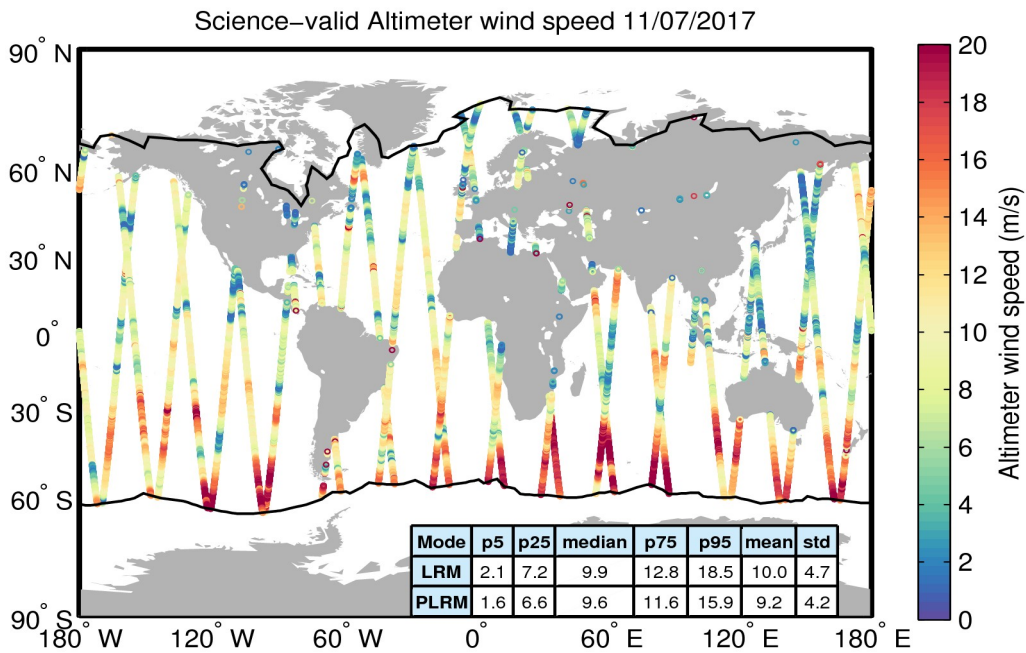 Science-valid Altimeter wind speed 11/07/2017
90° N
60° N
30° N
0°
30° S
60° S
90° S
180° W
120° W
60° W
0°
60° E
120° E
180° E
Mode p5 p25 median p75 p95 mean std
LRM 2.1 7.2 9.9 12.8 18.5 10.0 4.7
PLRM 1.6 6.6 9.6 11.6 15.9 9.2 4.2
20
18
16
14
12
10
8
6
4
2
0
Altimeter wind speed (m/s)